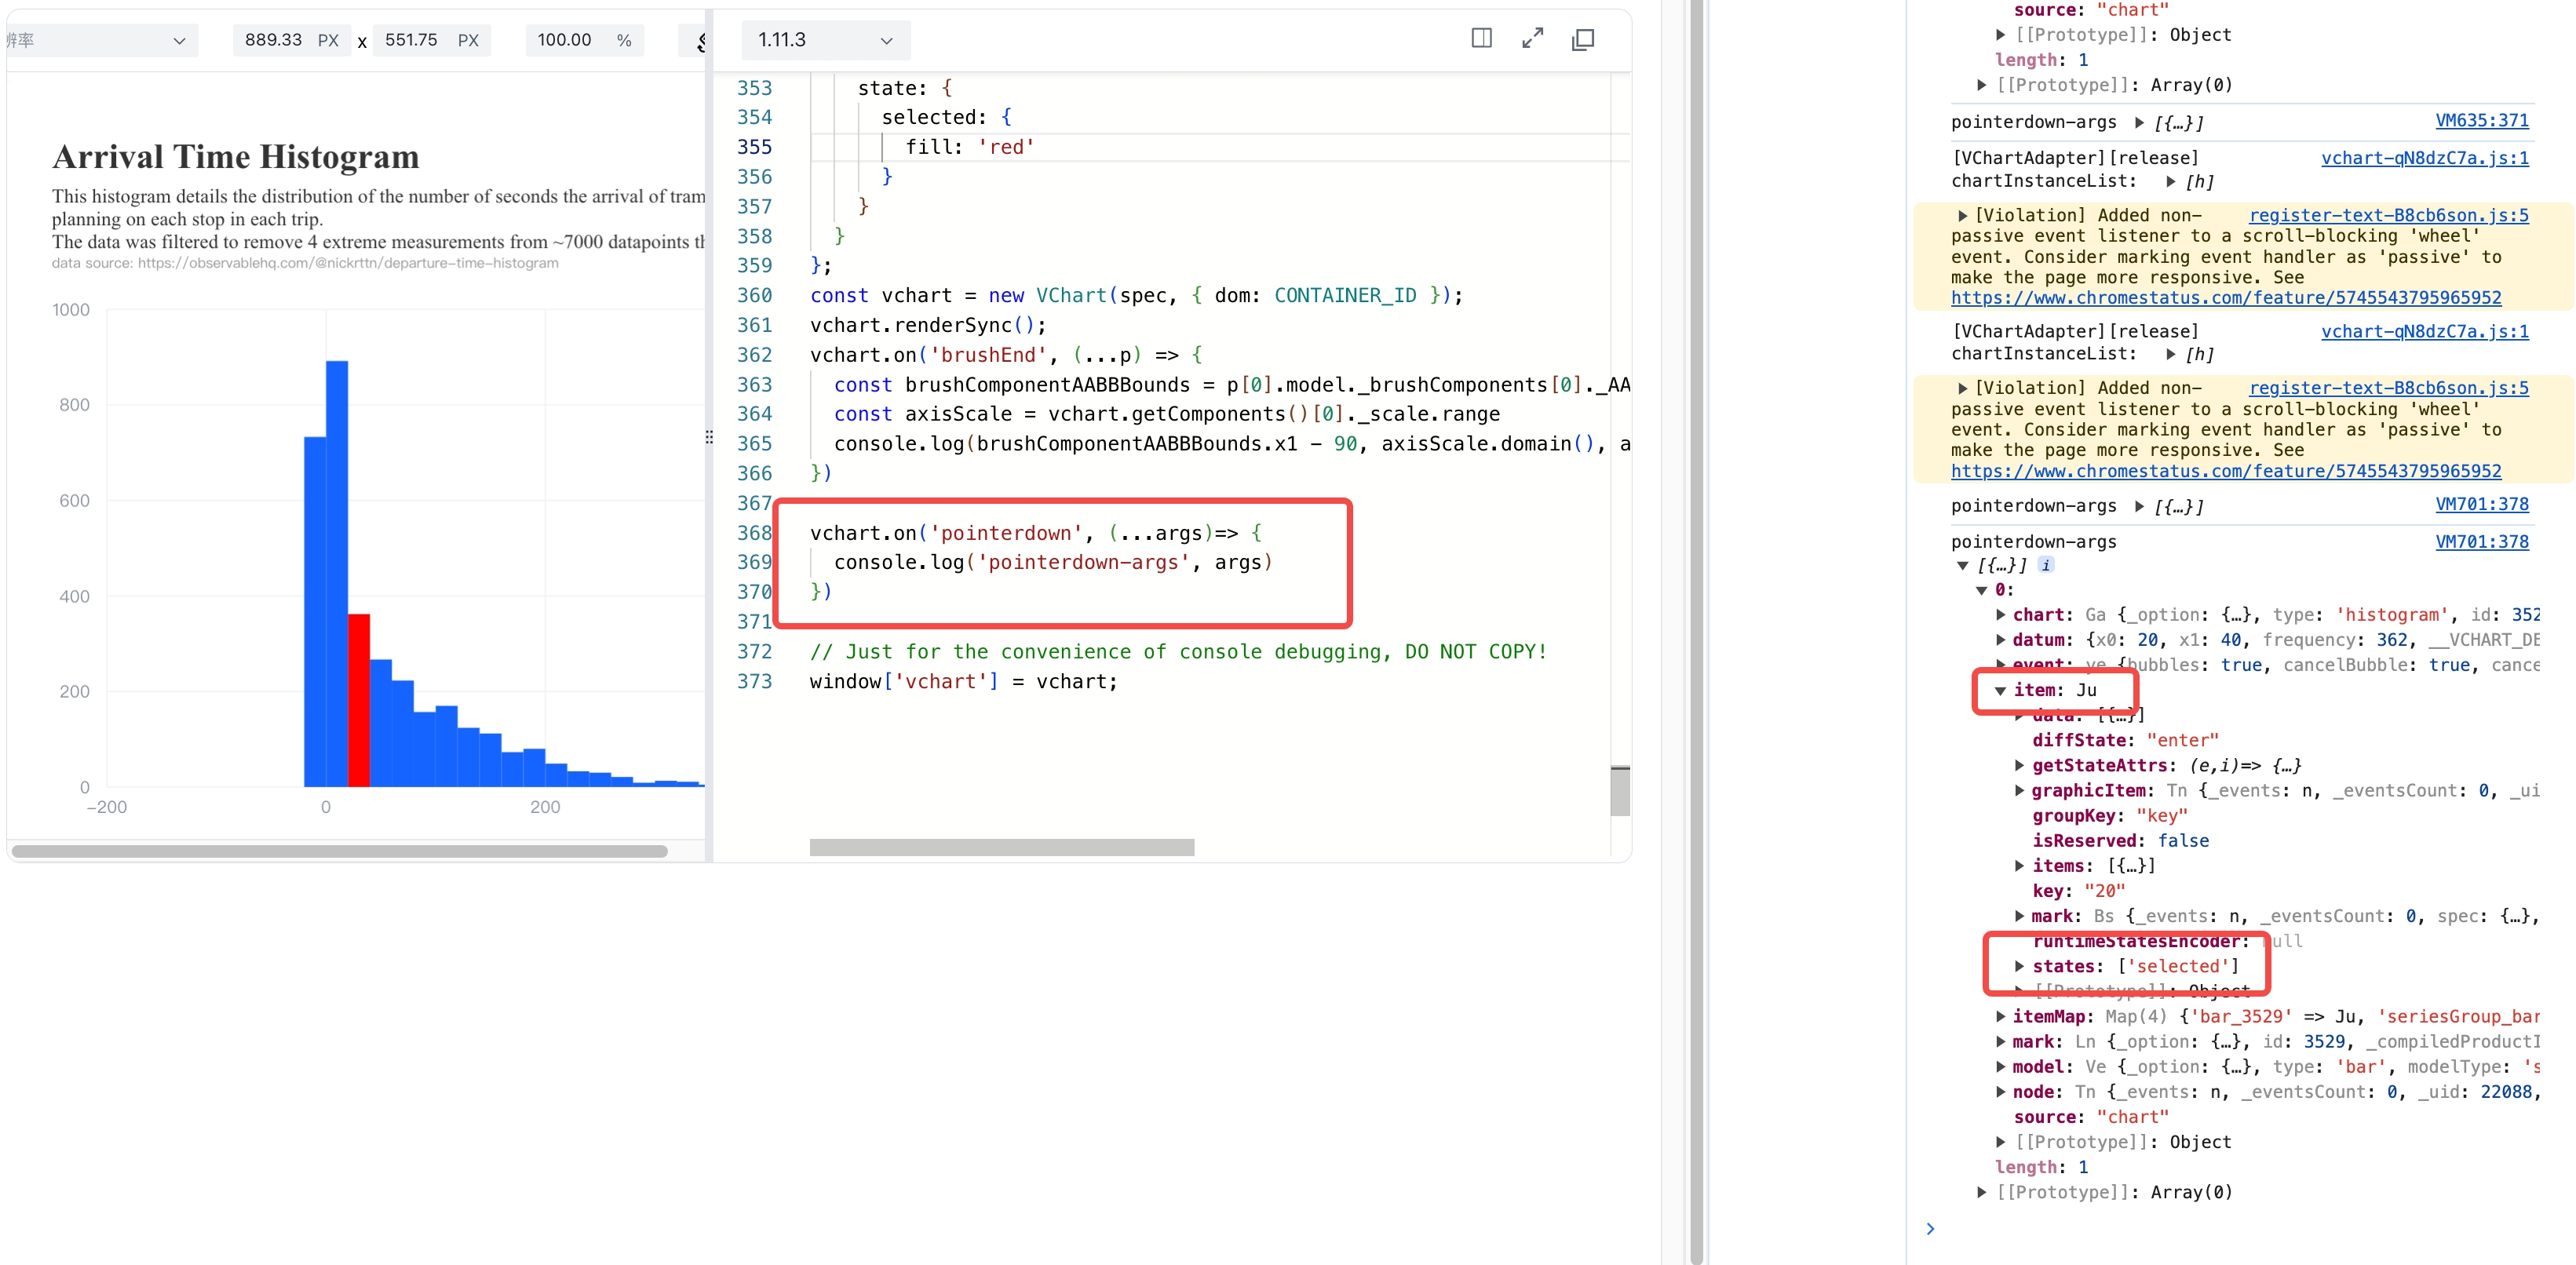 辨率
889.33 PX x 551.75 PX 100.00 %
Arrival Time Histogram
This histogram details the distribution of the number of seconds the arrival of tram
planning on each stop in each trip.
The data was filtered to remove 4 extreme measurements from ~7000 datapoints th
data source: https://observablehq.com/@nickrttn/departure-time-histogram
1000
800
600
400
200
0
-200 0 200
1.11.3
353 state: {
354 selected: {
355 fill: 'red'
356 }
357 }
358 }
359 };
360 const vchart = new VChart(spec, { dom: CONTAINER_ID });
361 vchart.renderSync();
362 vchart.on('brushEnd', (...p) => {
363 const brushComponentAABBBounds = p[0].model._brushComponents[0]._AA
364 const axisScale = vchart.getComponents()[0]._scale.range
365 console.log(brushComponentAABBBounds.x1 - 90, axisScale.domain(), a
366 })
367
368 vchart.on('pointerdown', (...args)=> {
369 console.log('pointerdown-args', args)
370 })
371
372 // Just for the convenience of console debugging, DO NOT COPY!
373 window['vchart'] = vchart;
source: "chart"
[[Prototype]]: Object
length: 1
[[Prototype]]: Array(0)
pointerdown-args [{…}] VM635:371
[VChartAdapter][release] vchart-qN8dzC7a.js:1
chartInstanceList: [h]
[Violation] Added non- register-text-B8cb6son.js:5
passive event listener to a scroll-blocking 'wheel'
event. Consider marking event handler as 'passive' to
make the page more responsive. See
https://www.chromestatus.com/feature/5745543795965952
[VChartAdapter][release] vchart-qN8dzC7a.js:1
chartInstanceList: [h]
[Violation] Added non- register-text-B8cb6son.js:5
passive event listener to a scroll-blocking 'wheel'
event. Consider marking event handler as 'passive' to
make the page more responsive. See
https://www.chromestatus.com/feature/5745543795965952
pointerdown-args [{…}] VM701:378
pointerdown-args VM701:378
[{…}] i
0:
chart: Ga {_option: {…}, type: 'histogram', id: 352
datum: {x0: 20, x1: 40, frequency: 362, __VCHART_DE
event: ye {bubbles: true, cancelBubble: true, cance
item: Ju
data: [{…}]
diffState: "enter"
getStateAttrs: (e,i)=> {…}
graphicItem: Tn {_events: n, _eventsCount: 0, _ui
groupKey: "key"
isReserved: false
items: [{…}]
key: "20"
mark: Bs {_events: n, _eventsCount: 0, spec: {…},
runtimeStatesEncoder: null
states: ['selected']
[[Prototype]]: Object
itemMap: Map(4) {'bar_3529' => Ju, 'seriesGroup_bar
mark: Ln {_option: {…}, id: 3529, _compiledProductI
model: Ve {_option: {…}, type: 'bar', modelType: 's
node: Tn {_events: n, _eventsCount: 0, _uid: 22088,
source: "chart"
[[Prototype]]: Object
length: 1
[[Prototype]]: Array(0)